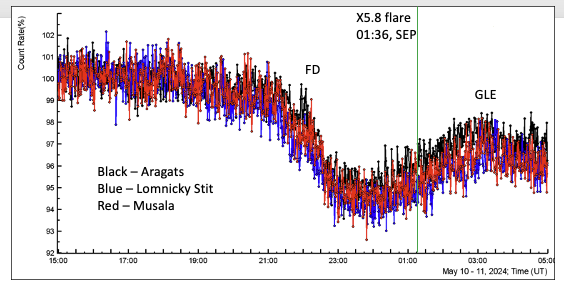 X5.8 flare
01:36, SEP
Count Rate(%)
102
101
100
99
98
97
96
95
94
93
92
FD
GLE
Black – Aragats
Blue – Lomnicky Stit
Red – Musala
15:00 17:00 19:00 21:00 23:00 01:00 03:00 05:00
May 10 - 11, 2024; Time (UT)